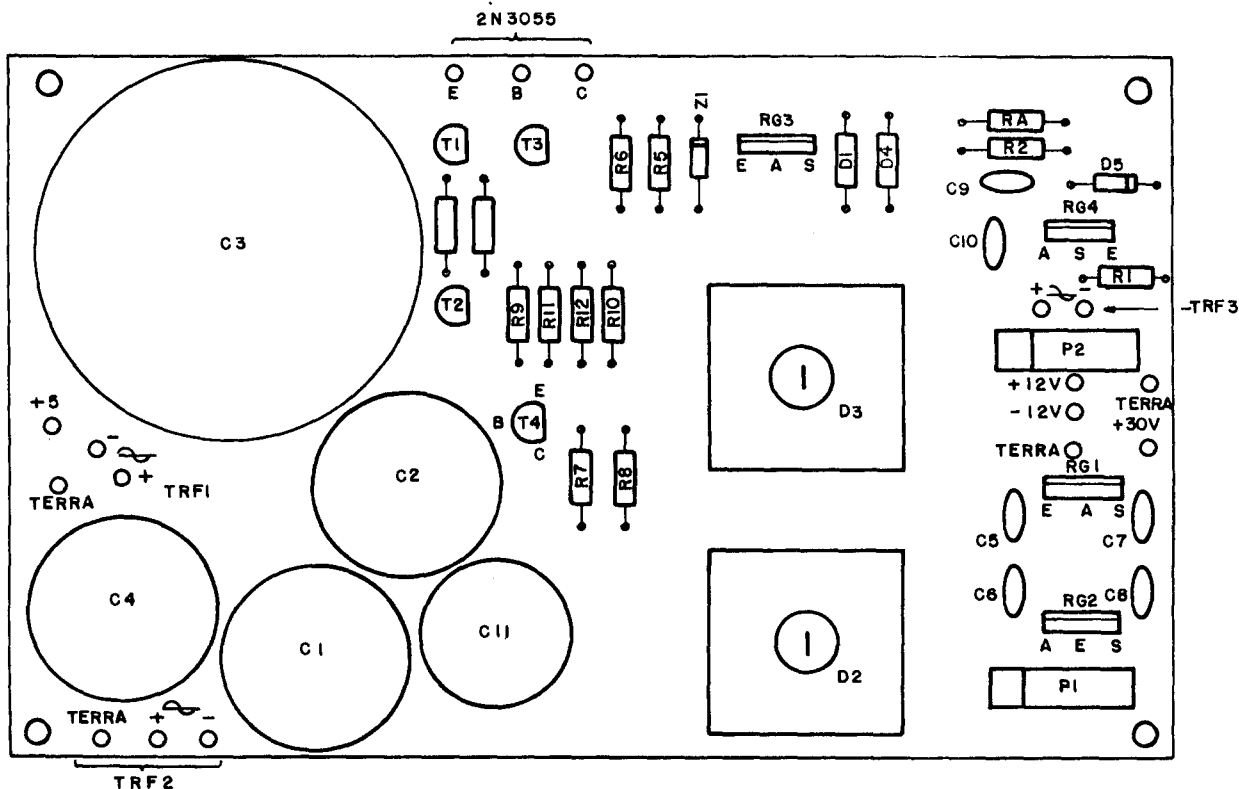 2N3055
E B C
T1 T3
R6 R5 Z1
RG3
E A S
D1 D4
RA
R2
C9
D5
RG4
C10
A S E
R1
+ -
-TRF3
C3
T2
R9 R11 R12 R10
P2
+12V
-12V
TERRA
+30V
TERRA
D3
E
B T4
C
R7 R8
+5
-
+
TERRA
TRF1
C2
RG1
E A S
C5 C7
C6 C8
RG2
A E S
P1
C4
C1
C11
D2
TERRA + -
TRF2